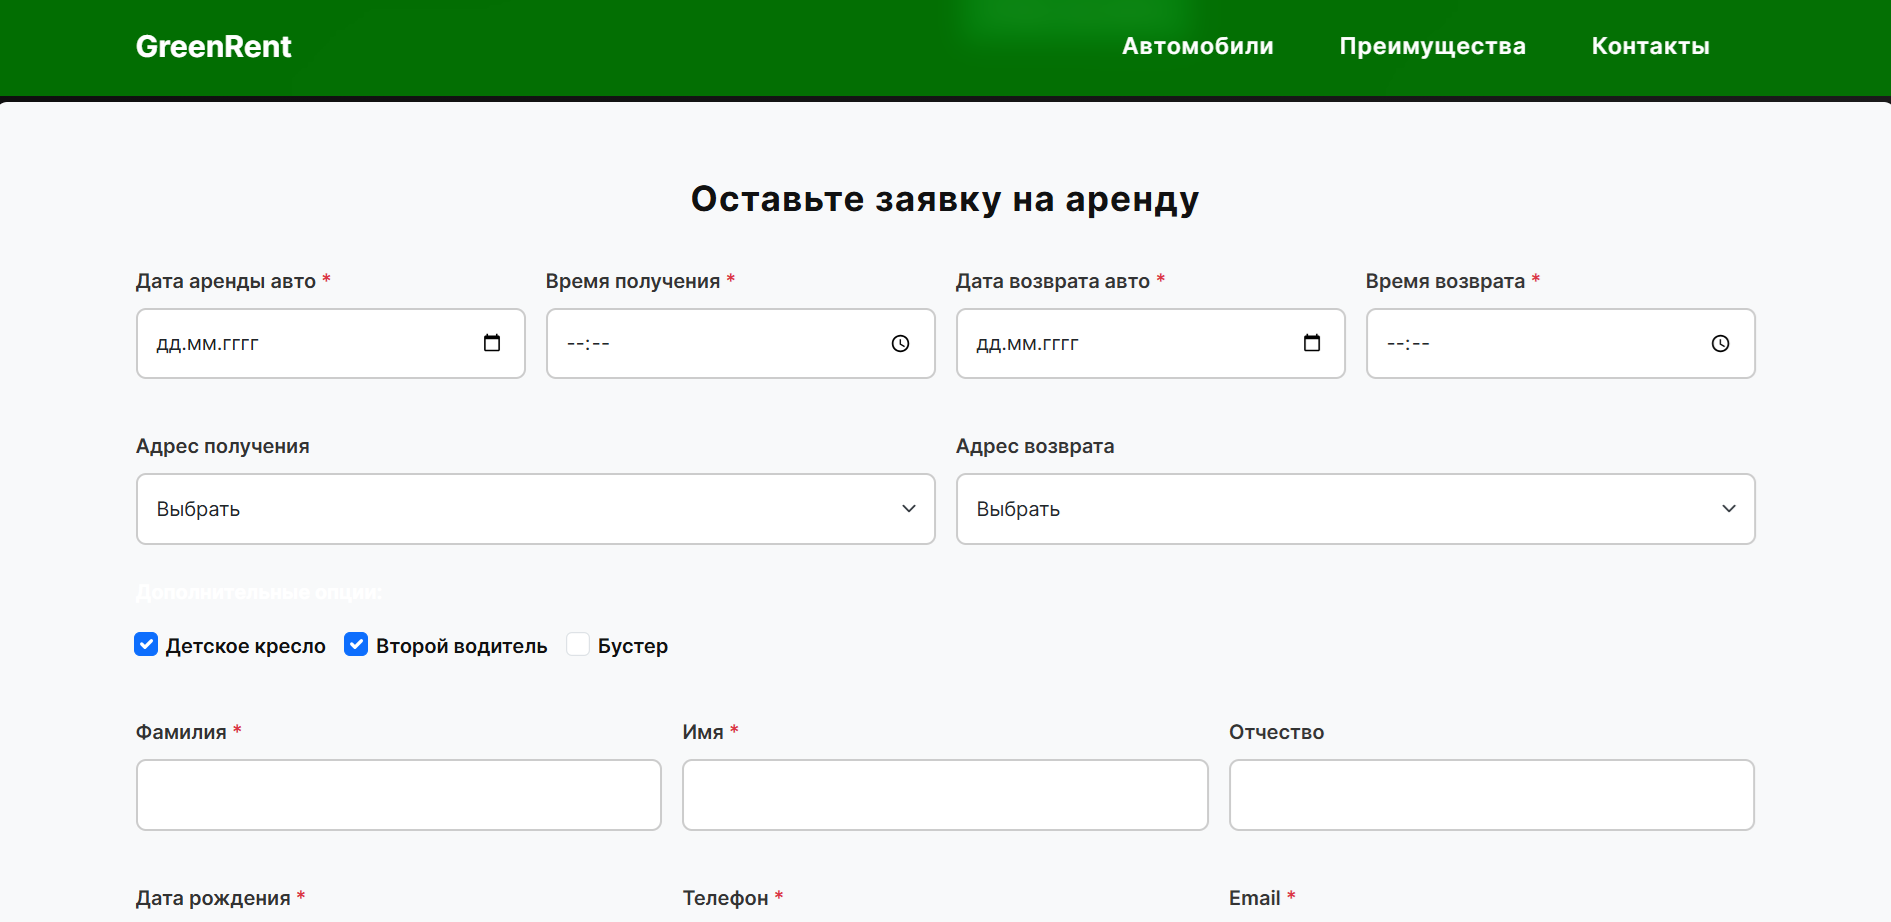 GreenRent Автомобили Преимущества Контакты
Оставьте заявку на аренду
Дата аренды авто * Время получения * Дата возврата авто * Время возврата *
дд.мм.гггг --:-- дд.мм.гггг --:--
Адрес получения Адрес возврата
Выбрать Выбрать
Дополнительные опции:
Детское кресло Второй водитель Бустер
Фамилия * Имя * Отчество
Дата рождения * Телефон * Email *